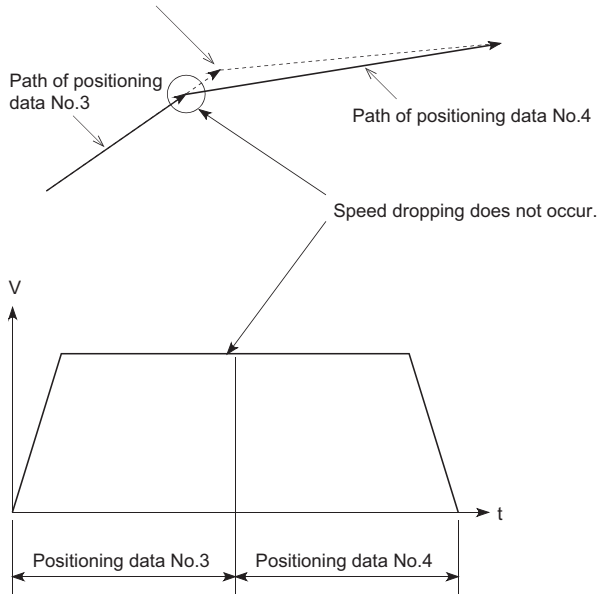 Path of positioning
data No.3
Path of positioning data No.4
Speed dropping does not occur.
V
t
Positioning data No.3
Positioning data No.4